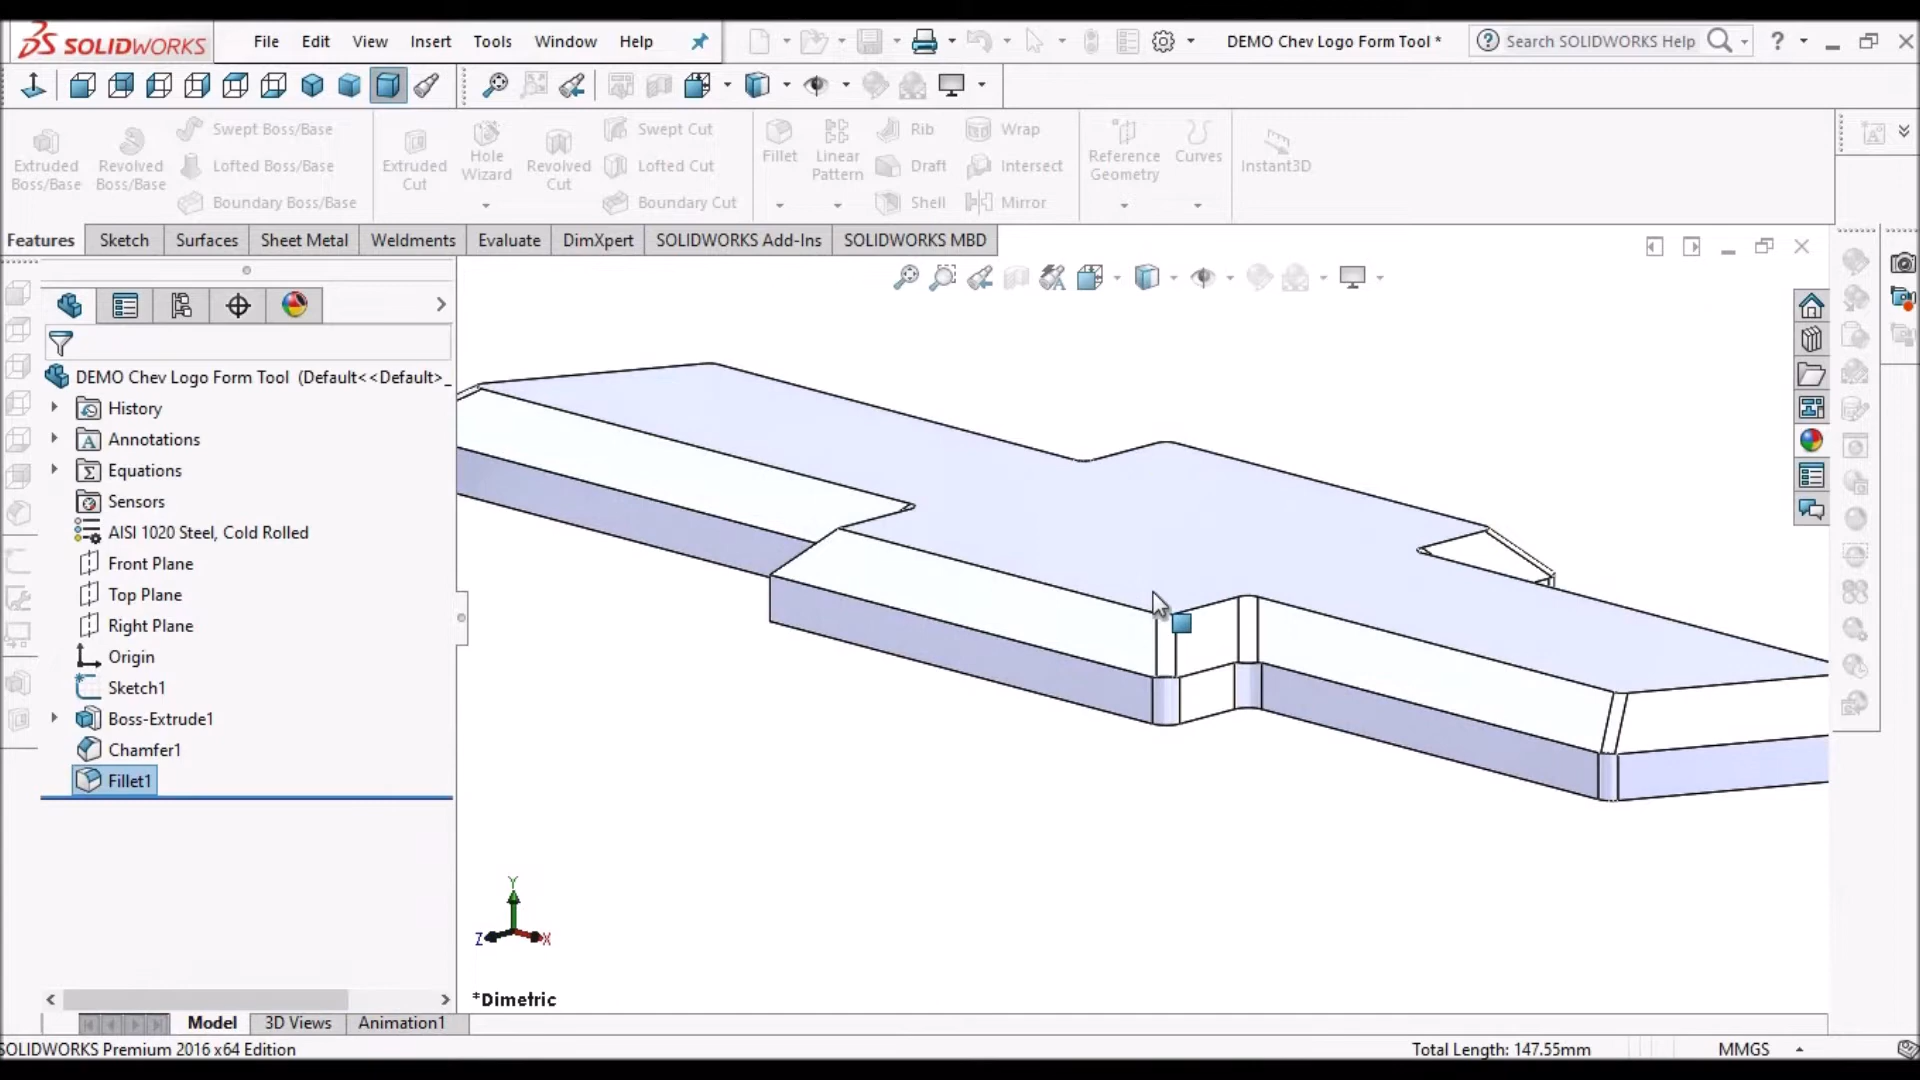 SOLIDWORKS File Edit View Insert Tools Window Help DEMO Chev Logo Form Tool * Search SOLIDWORKS Help ?
Extruded Boss/Base
Revolved Boss/Base
Swept Boss/Base
Lofted Boss/Base
Boundary Boss/Base
Extruded Cut
Hole Wizard
Revolved Cut
Swept Cut
Lofted Cut
Boundary Cut
Fillet
Linear Pattern
Rib
Draft
Shell
Wrap
Intersect
Mirror
Reference Geometry
Curves
Instant3D
Features Sketch Surfaces Sheet Metal Weldments Evaluate DimXpert SOLIDWORKS Add-Ins SOLIDWORKS MBD
DEMO Chev Logo Form Tool (Default<<Default>_
History
Annotations
Equations
Sensors
AISI 1020 Steel, Cold Rolled
Front Plane
Top Plane
Right Plane
Origin
Sketch1
Boss-Extrude1
Chamfer1
Fillet1
Y
Z X
*Dimetric
Model 3D Views Animation1
SOLIDWORKS Premium 2016 x64 Edition Total Length: 147.55mm MMGS